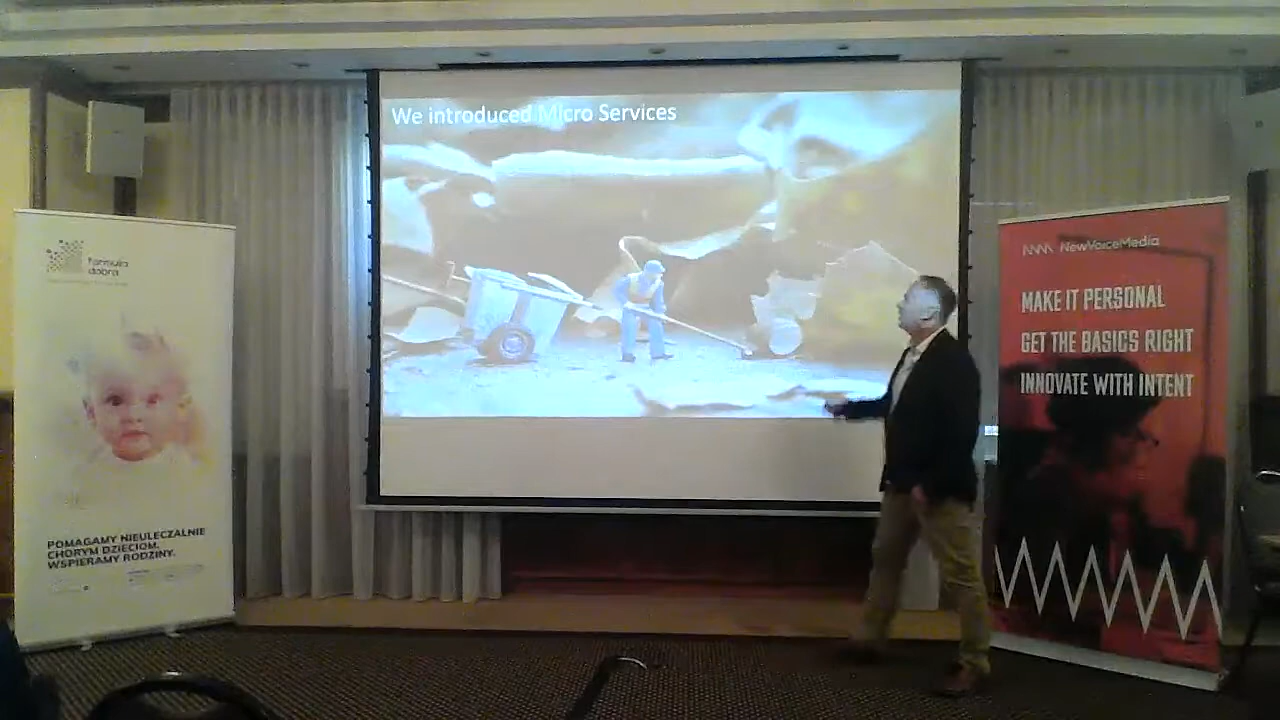 We introduced Micro Services
formuła
dobra
POMAGAMY NIEULECZALNIE
CHORYM DZIECIOM.
WSPIERAMY RODZINY.
NewVoiceMedia
MAKE IT PERSONAL
GET THE BASICS RIGHT
INNOVATE WITH INTENT